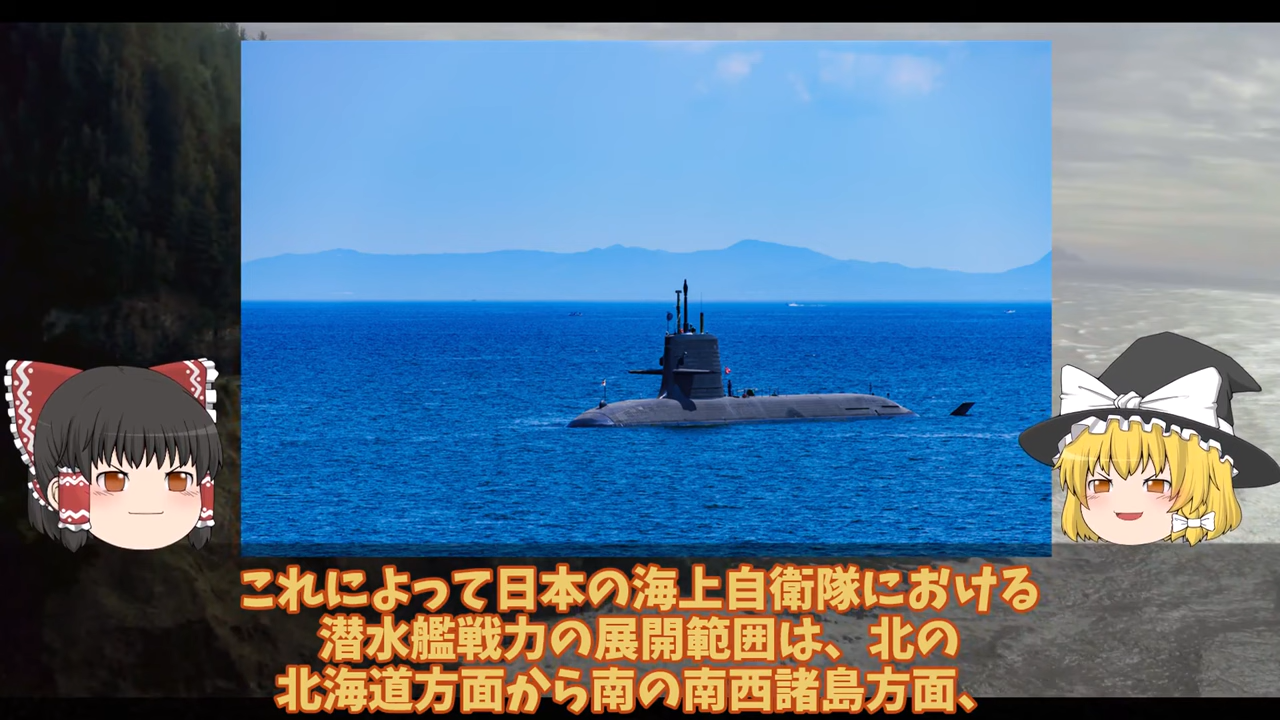 これによって日本の海上自衛隊における
潜水艦戦力の展開範囲は、北の
北海道方面から南の南西諸島方面、